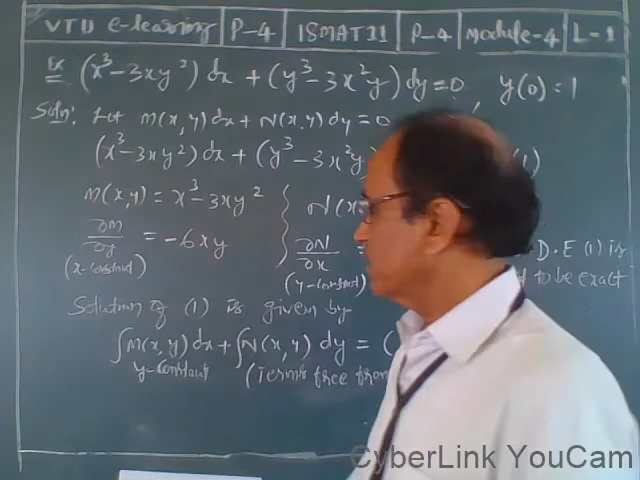 VTU e-learning P-4 15MAT11 P-4 Module-4 L-1
Ex (x³-3xy²) dx + (y³-3x²y) dy = 0, y(0) = 1
Soln: Let M(x,y) dx + N(x,y) dy = 0
(x³-3xy²) dx + (y³-3x²y) (1)
M(x,y) = x³-3xy² N(x
∂M/∂y = -6xy ∂N/∂x = D.E (1) is
(x-constant) (y-constant) to be exact
Solution of (1) is given by
∫M(x,y) dx + ∫N(x,y) dy = C
y-constant (Terms free from
CyberLink YouCam